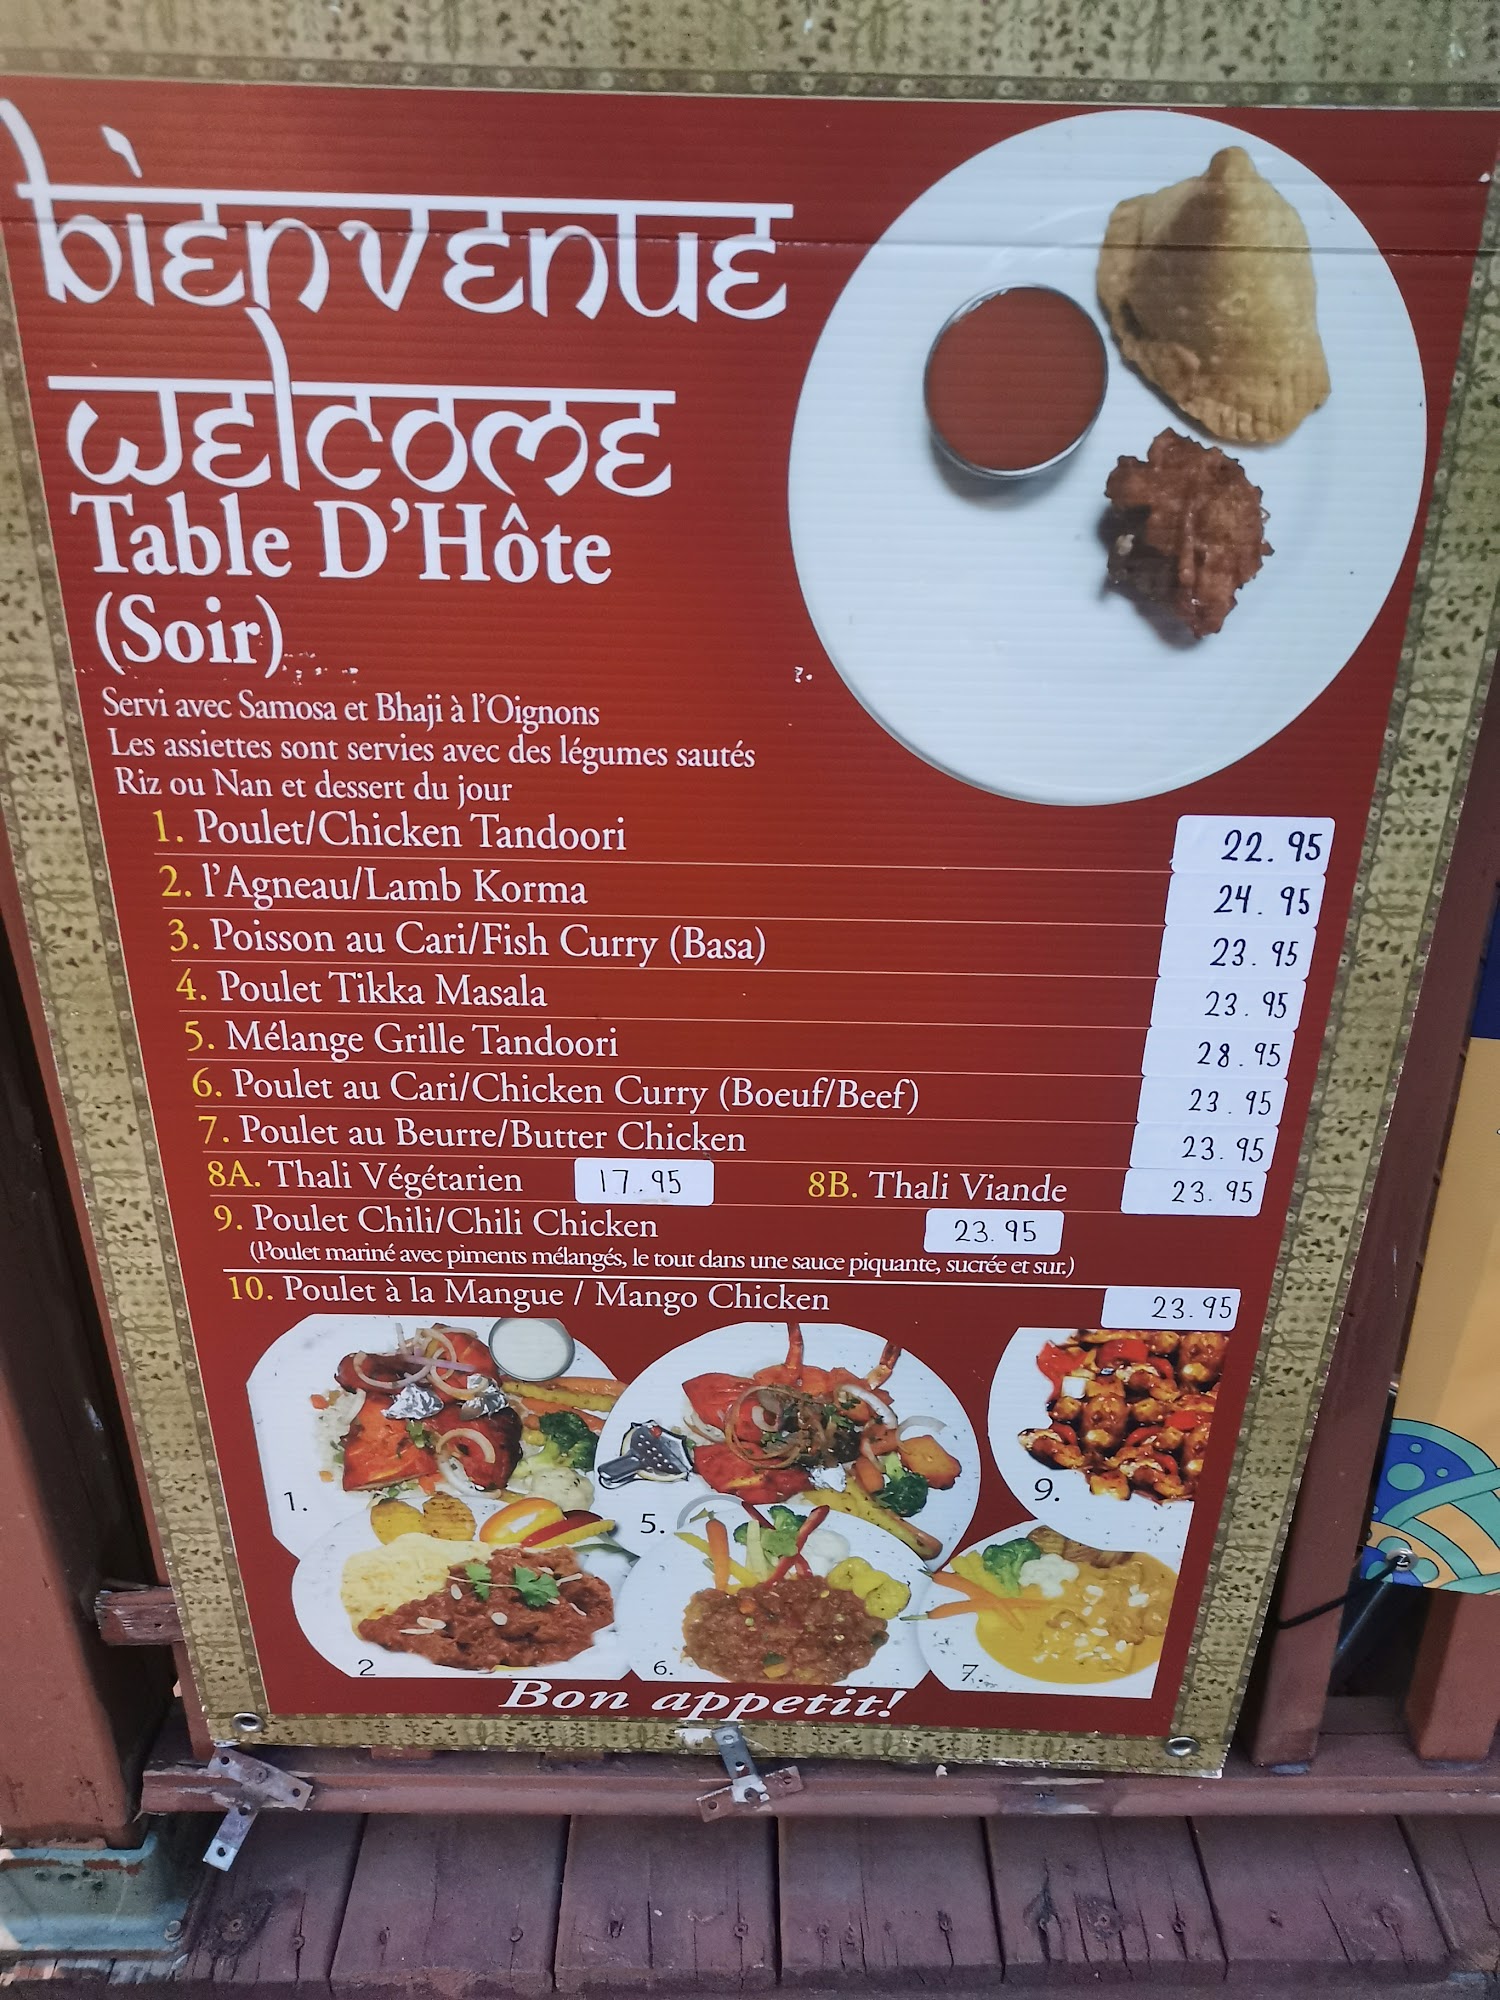 bienvenue
welcome
Table D'Hôte
(Soir)
Servi avec Samosa et Bhaji à l'Oignons
Les assiettes sont servies avec des légumes sautés
Riz ou Nan et dessert du jour
1. Poulet/Chicken Tandoori 22.95
2. l'Agneau/Lamb Korma 24.95
3. Poisson au Cari/Fish Curry (Basa) 23.95
4. Poulet Tikka Masala 23.95
5. Mélange Grille Tandoori 28.95
6. Poulet au Cari/Chicken Curry (Boeuf/Beef) 23.95
7. Poulet au Beurre/Butter Chicken 23.95
8A. Thali Végétarien 17.95 8B. Thali Viande 23.95
9. Poulet Chili/Chili Chicken 23.95
(Poulet mariné avec piments mélangés, le tout dans une sauce piquante, sucrée et sur.)
10. Poulet à la Mangue / Mango Chicken 23.95
1. 5. 9.
2 6. 7.
Bon appetit!